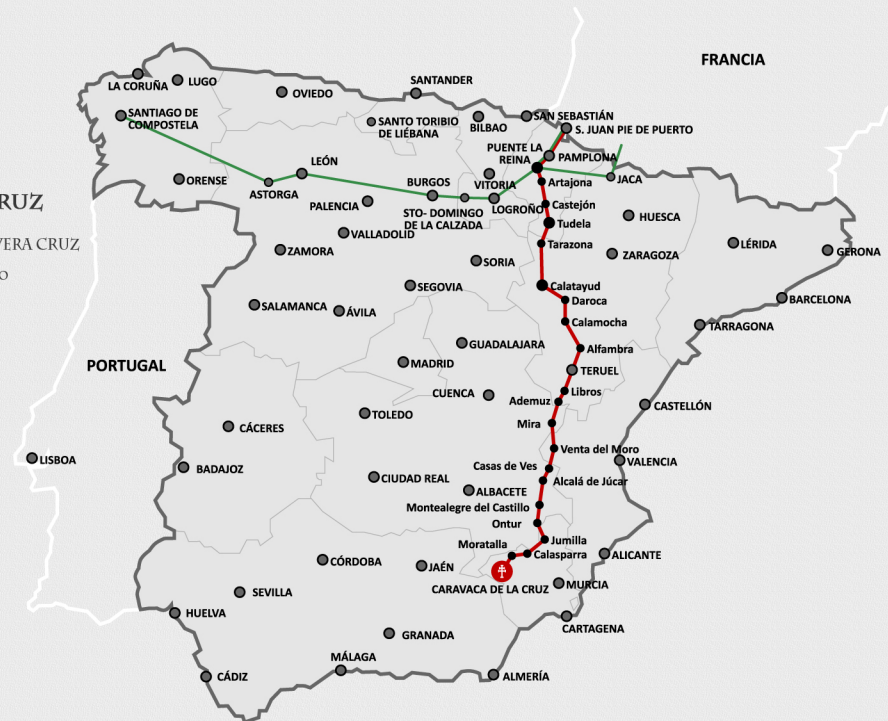 FRANCIA
LA CORUÑA
LUGO
OVIEDO
SANTANDER
SANTIAGO DE
COMPOSTELA
SANTO TORIBIO
DE LIÉBANA
BILBAO
SAN SEBASTIÁN
S. JUAN PIE DE PUERTO
PUENTE LA
REINA
PAMPLONA
LEÓN
JACA
ORENSE
ASTORGA
BURGOS
VITORIA
Artajona
PALENCIA
STO- DOMINGO
DE LA CALZADA
LOGROÑO
Castejón
HUESCA
RUZ
VERA CRUZ
O
VALLADOLID
Tudela
ZAMORA
Tarazona
ZARAGOZA
LÉRIDA
GERONA
SORIA
SEGOVIA
Calatayud
SALAMANCA
ÁVILA
Daroca
BARCELONA
Calamocha
TARRAGONA
GUADALAJARA
Alfambra
PORTUGAL
MADRID
TERUEL
CUENCA
Libros
Ademuz
CASTELLÓN
TOLEDO
CÁCERES
Mira
Venta del Moro
LISBOA
BADAJOZ
Casas de Ves
VALENCIA
CIUDAD REAL
Alcalá de Júcar
ALBACETE
Montealegre del Castillo
Ontur
Jumilla
Moratalla
Calasparra
ALICANTE
CÓRDOBA
JAÉN
CARAVACA DE LA CRUZ
MURCIA
SEVILLA
HUELVA
CARTAGENA
GRANADA
MÁLAGA
CÁDIZ
ALMERÍA